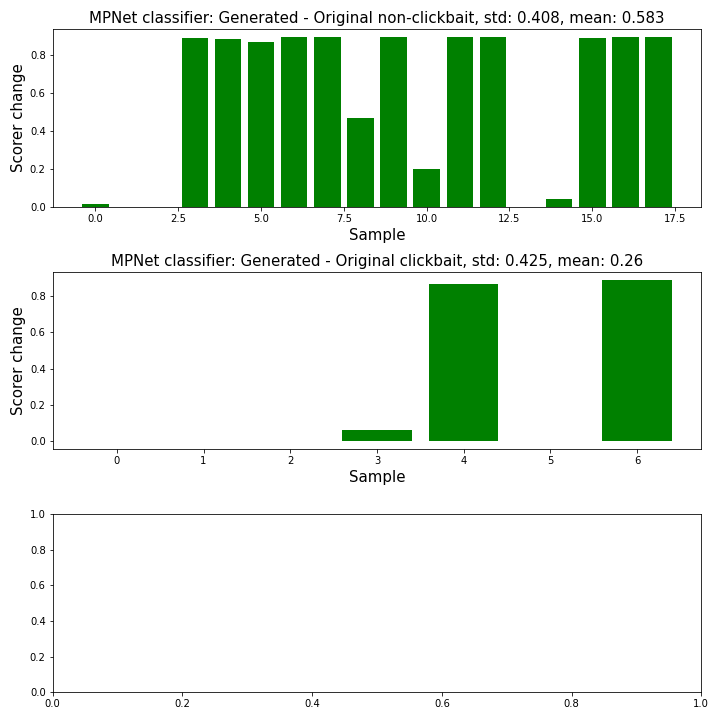 MPNet classifier: Generated - Original non-clickbait, std: 0.408, mean: 0.583
0.8
0.6
0.4
0.2
0.0
Scorer change
0.0 2.5 5.0 7.5 10.0 12.5 15.0 17.5
Sample
MPNet classifier: Generated - Original clickbait, std: 0.425, mean: 0.26
0.8
0.6
0.4
0.2
0.0
Scorer change
0 1 2 3 4 5 6
Sample
1.0
0.8
0.6
0.4
0.2
0.0
0.0 0.2 0.4 0.6 0.8 1.0